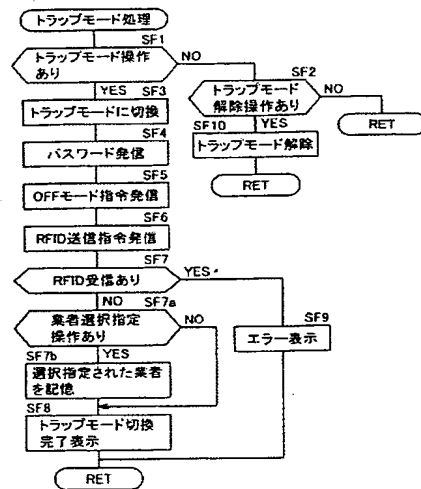 トラップモード処理
SF1
トラップモード操作
あり
NO
YES
SF2
トラップモード
解除操作あり
NO
RET
YES
SF10
トラップモード解除
RET
SF3
トラップモードに切換
SF4
パスワード発信
SF5
OFFモード指令発信
SF6
RFID送信指令発信
SF7
RFID受信あり
YES
NO
SF7a
業者選択指定
操作あり
NO
SF9
エラー表示
YES
SF7b
選択指定された業者
を記憶
SF8
トラップモード切換
完了表示
RET